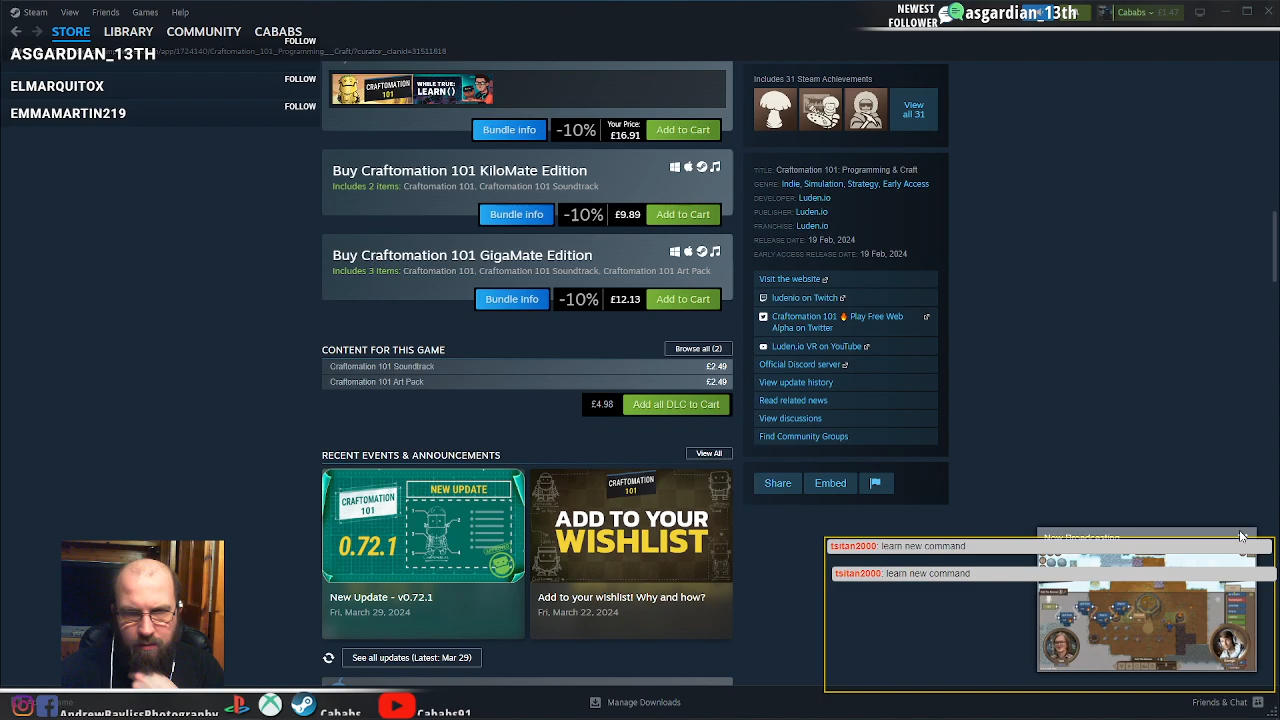 Steam View Friends Games Help
NEWEST FOLLOWER asgardian_13th
Cababs £1.47
STORE LIBRARY COMMUNITY CABABS
app/1724140/Craftomation_101_Programming__Craft/?curator_clanid=31511818
ASGARDIAN_13TH FOLLOW
ELMARQUITOX FOLLOW
EMMAMARTIN219 FOLLOW
CRAFTOMATION 101 WHILE TRUE: LEARN()
Bundle info -10% Your Price: £16.91 Add to Cart
Buy Craftomation 101 KiloMate Edition
Includes 2 items: Craftomation 101, Craftomation 101 Soundtrack
Bundle info -10% £9.89 Add to Cart
Buy Craftomation 101 GigaMate Edition
Includes 3 items: Craftomation 101, Craftomation 101 Soundtrack, Craftomation 101 Art Pack
Bundle info -10% £12.13 Add to Cart
CONTENT FOR THIS GAME Browse all (2)
Craftomation 101 Soundtrack £2.49
Craftomation 101 Art Pack £2.49
£4.98 Add all DLC to Cart
RECENT EVENTS & ANNOUNCEMENTS View All
CRAFTOMATION 101
NEW UPDATE
0.72.1
New Update - v0.72.1
Fri, March 29, 2024
CRAFTOMATION 101
ADD TO YOUR
WISHLIST
Add to your wishlist! Why and how?
Fri, March 22, 2024
See all updates (Latest: Mar 29)
Includes 31 Steam Achievements
View all 31
TITLE: Craftomation 101: Programming & Craft
GENRE: Indie, Simulation, Strategy, Early Access
DEVELOPER: Luden.io
PUBLISHER: Luden.io
FRANCHISE: Luden.io
RELEASE DATE: 19 Feb, 2024
EARLY ACCESS RELEASE DATE: 19 Feb, 2024
Visit the website
ludenio on Twitch
Craftomation 101 🔥 Play Free Web
Alpha on Twitter
Luden.io VR on YouTube
Official Discord server
View update history
Read related news
View discussions
Find Community Groups
Share Embed
Now Broadcasting
tsitan2000: learn new command
tsitan2000: learn new command
AndrewBaylissPhotography Cababs Cababs91
Manage Downloads
Friends & Chat